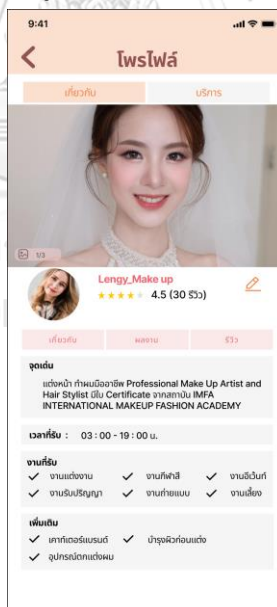 9:41
โพรไฟล์
เกี่ยวกับ
บริการ
1/3
Lengy_Make up
4.5 (30 รีวิว)
เกี่ยวกับ
ผลงาน
รีวิว
จุดเด่น
แต่งหน้า ทำผมมืออาชีพ Professional Make Up Artist and
Hair Stylist มีใบ Certificate จากสถาบัน IMFA
INTERNATIONAL MAKEUP FASHION ACADEMY
เวลาที่รับ : 03 : 00 - 19 : 00 น.
งานที่รับ
งานแต่งงาน งานกีฬาสี งานอีเว้นท์
งานรับปริญญา งานถ่ายแบบ งานเลี้ยง
เพิ่มเติม
เคาท์เตอร์แบรนด์ บำรุงผิวก่อนแต่ง
อุปกรณ์ตกแต่งผม